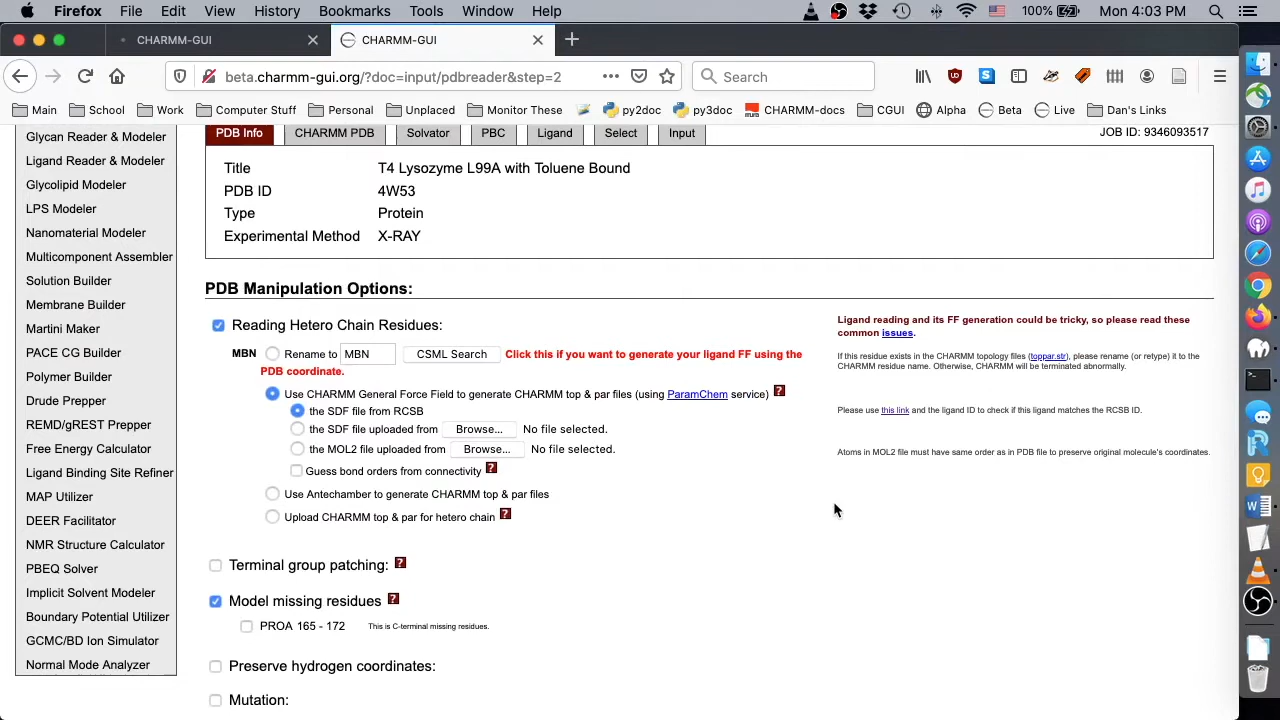 Firefox File Edit View History Bookmarks Tools Window Help 100% Mon 4:03 PM
CHARMM-GUI CHARMM-GUI
beta.charmm-gui.org/?doc=input/pdbreader&step=2 Search
Main School Work Computer Stuff Personal Unplaced Monitor These py2doc py3doc CHARMM-docs CGUI Alpha Beta Live Dan's Links
Glycan Reader & Modeler
Ligand Reader & Modeler
Glycolipid Modeler
LPS Modeler
Nanomaterial Modeler
Multicomponent Assembler
Solution Builder
Membrane Builder
Martini Maker
PACE CG Builder
Polymer Builder
Drude Prepper
REMD/gREST Prepper
Free Energy Calculator
Ligand Binding Site Refiner
MAP Utilizer
DEER Facilitator
NMR Structure Calculator
PBEQ Solver
Implicit Solvent Modeler
Boundary Potential Utilizer
GCMC/BD Ion Simulator
Normal Mode Analyzer
PDB Info CHARMM PDB Solvator PBC Ligand Select Input JOB ID: 9346093517
Title T4 Lysozyme L99A with Toluene Bound
PDB ID 4W53
Type Protein
Experimental Method X-RAY
PDB Manipulation Options:
Reading Hetero Chain Residues:
MBN Rename to MBN CSML Search Click this if you want to generate your ligand FF using the
PDB coordinate.
Use CHARMM General Force Field to generate CHARMM top & par files (using ParamChem service) ?
the SDF file from RCSB
the SDF file uploaded from Browse... No file selected.
the MOL2 file uploaded from Browse... No file selected.
Guess bond orders from connectivity ?
Use Antechamber to generate CHARMM top & par files
Upload CHARMM top & par for hetero chain ?
Ligand reading and its FF generation could be tricky, so please read these
common issues.
If this residue exists in the CHARMM topology files (toppar.str), please rename (or retype) it to the
CHARMM residue name. Otherwise, CHARMM will be terminated abnormally.
Please use this link and the ligand ID to check if this ligand matches the RCSB ID.
Atoms in MOL2 file must have same order as in PDB file to preserve original molecule's coordinates.
Terminal group patching: ?
Model missing residues ?
PROA 165 - 172 This is C-terminal missing residues.
Preserve hydrogen coordinates:
Mutation: